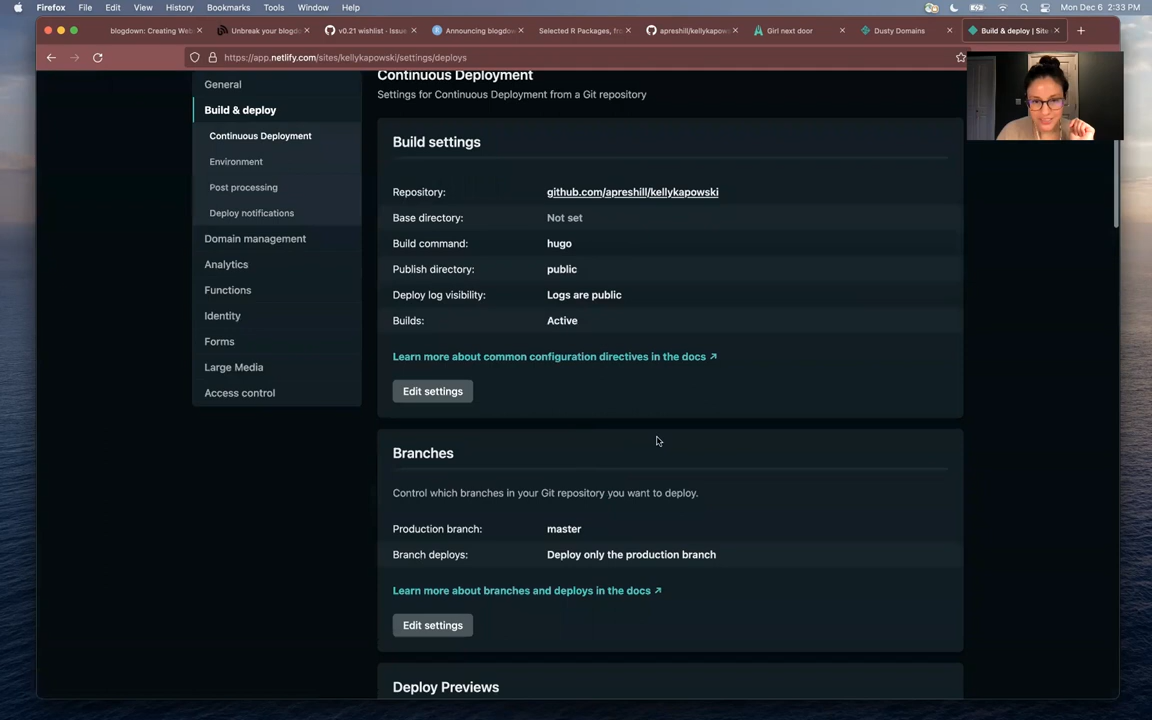 Firefox File Edit View History Bookmarks Tools Window Help Mon Dec 6 2:33 PM
blogdown: Creating Web Unbreak your blogdo v0.21 wishlist · Issue Announcing blogdow Selected R Packages, fro apreshill/kellykapows Girl next door Dusty Domains Build & deploy | Site
https://app.netlify.com/sites/kellykapowski/settings/deploys
General
Build & deploy
Continuous Deployment
Environment
Post processing
Deploy notifications
Domain management
Analytics
Functions
Identity
Forms
Large Media
Access control
Continuous Deployment
Settings for Continuous Deployment from a Git repository
Build settings
Repository: github.com/apreshill/kellykapowski
Base directory: Not set
Build command: hugo
Publish directory: public
Deploy log visibility: Logs are public
Builds: Active
Learn more about common configuration directives in the docs ↗
Edit settings
Branches
Control which branches in your Git repository you want to deploy.
Production branch: master
Branch deploys: Deploy only the production branch
Learn more about branches and deploys in the docs ↗
Edit settings
Deploy Previews